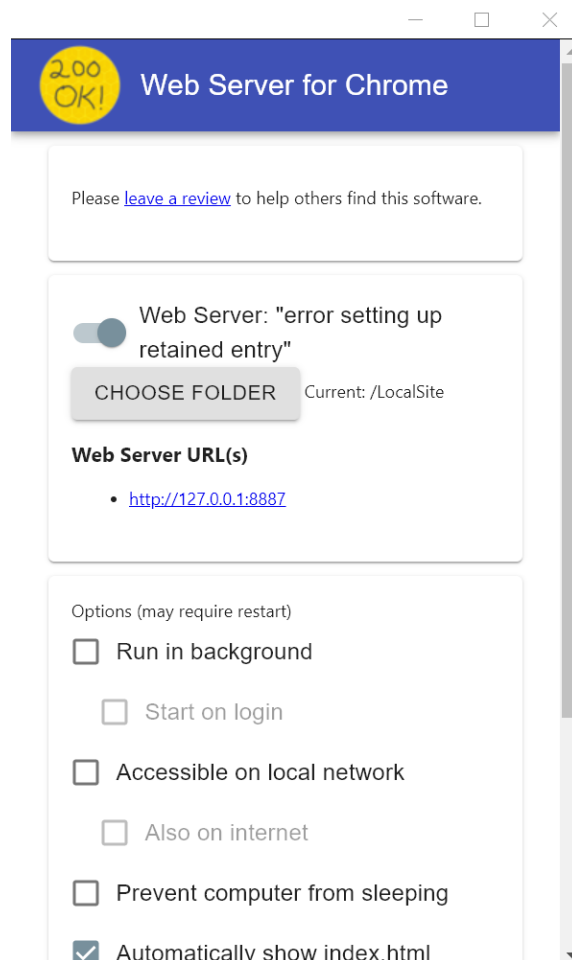 200
OK!
Web Server for Chrome
Please leave a review to help others find this software.
Web Server: "error setting up
retained entry"
CHOOSE FOLDER Current: /LocalSite
Web Server URL(s)
• http://127.0.0.1:8887
Options (may require restart)
Run in background
Start on login
Accessible on local network
Also on internet
Prevent computer from sleeping
Automatically show index.html